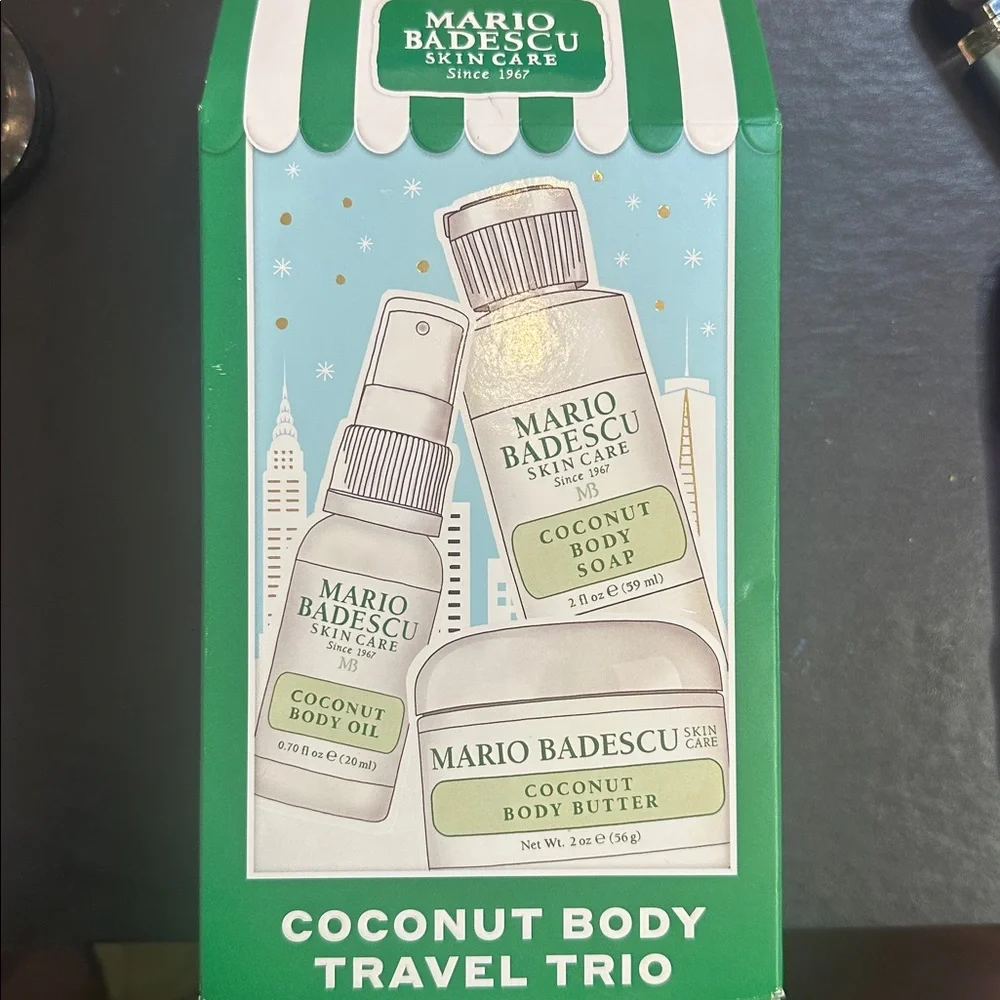 MARIO
BADESCU
SKIN CARE
Since 1967
MARIO
BADESCU
SKIN CARE
Since 1967
MB
COCONUT
BODY
SOAP
2 fl oz ℮ (59 ml)
MARIO
BADESCU
SKIN CARE
Since 1967
MB
COCONUT
BODY OIL
0.70 fl oz ℮ (20 ml)
MARIO BADESCU SKIN CARE
COCONUT
BODY BUTTER
Net Wt. 2 oz ℮ (56 g)
COCONUT BODY
TRAVEL TRIO